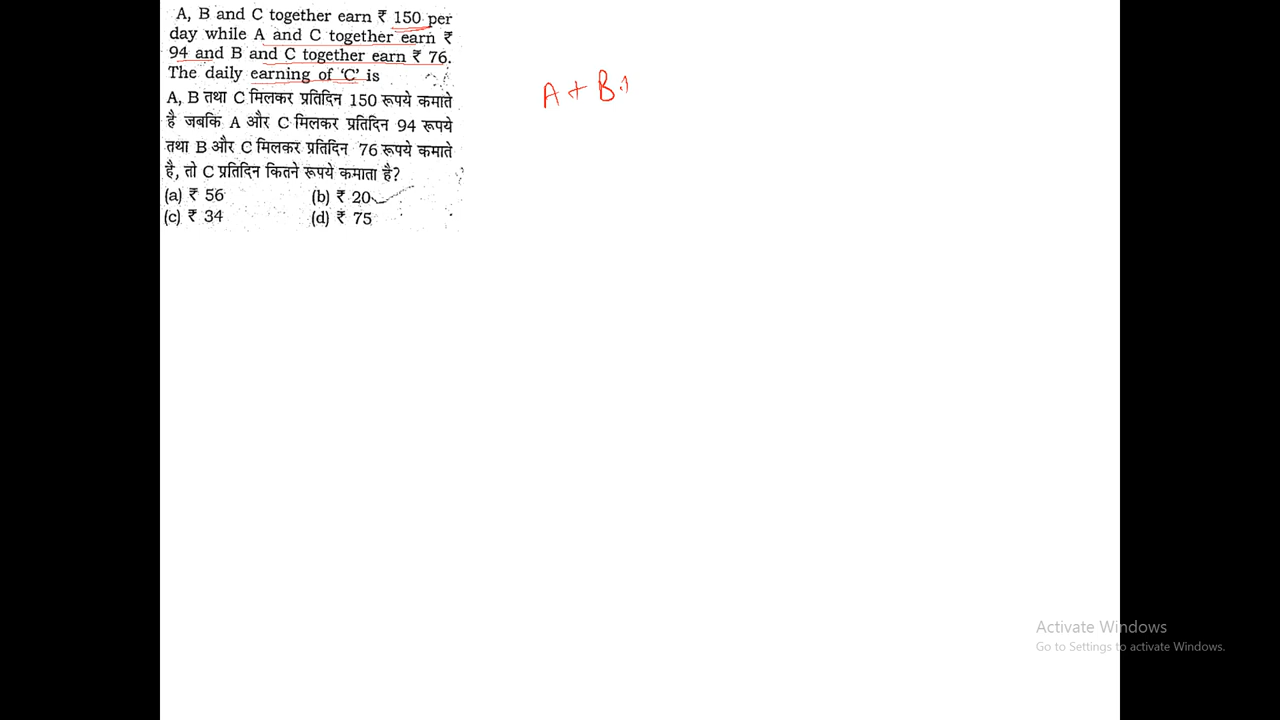 A, B and C together earn ₹ 150 per
day while A and C together earn ₹
94 and B and C together earn ₹ 76.
The daily earning of 'C' is
A, B तथा C मिलकर प्रतिदिन 150 रूपये कमाते
है जबकि A और C मिलकर प्रतिदिन 94 रूपये
तथा B और C मिलकर प्रतिदिन 76 रूपये कमाते
है, तो C प्रतिदिन कितने रूपये कमाता है?
(a) ₹ 56 (b) ₹ 20
(c) ₹ 34 (d) ₹ 75
A + B
Activate Windows
Go to Settings to activate Windows.